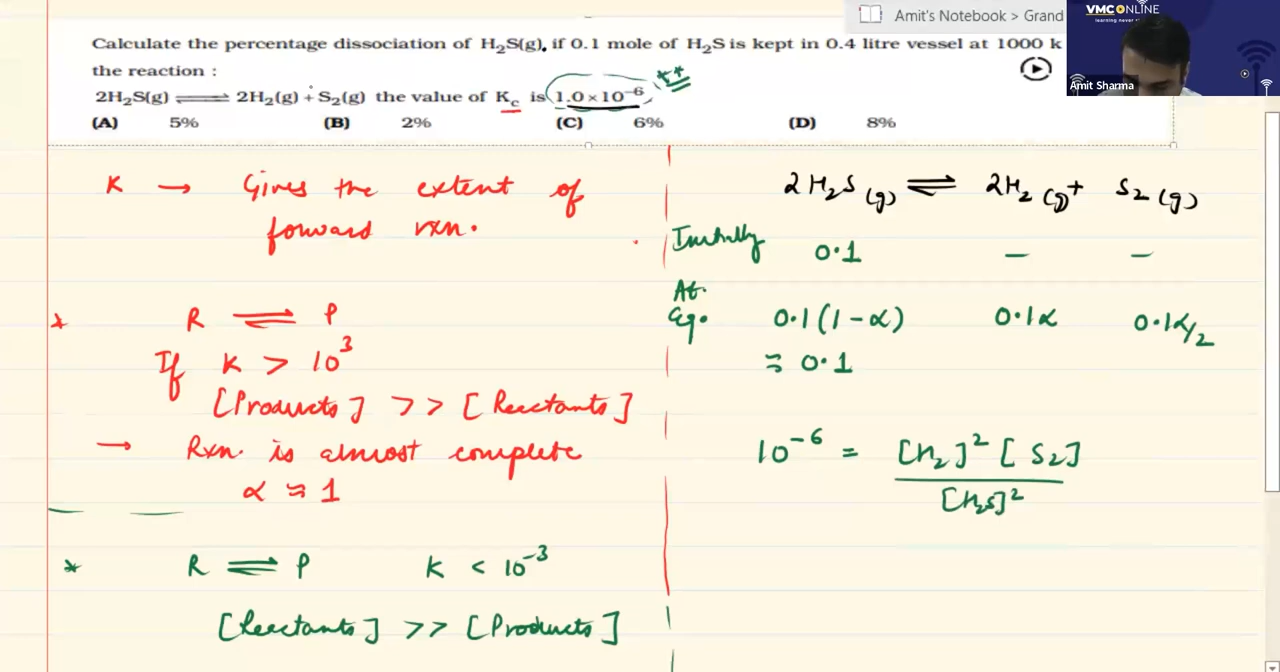 Amit's Notebook > Grand
VMC ONLINE
learning never
Amit Sharma
Calculate the percentage dissociation of H₂S(g), if 0.1 mole of H₂S is kept in 0.4 litre vessel at 1000 k
the reaction :
2H₂S(g) ⇌ 2H₂(g) + S₂(g) the value of K_c is 1.0×10⁻⁶
(A) 5% (B) 2% (C) 6% (D) 8%
K → Gives the extent of
forward rxn.
* R ⇌ P
If K > 10³
[Products] >> [Reactants]
→ Rxn. is almost complete
α ≈ 1
* R ⇌ P K < 10⁻³
[Reactants] >> [Products]
2H₂S (g) ⇌ 2H₂ (g) + S₂ (g)
Initially 0.1 — —
At.
Eq. 0.1(1-α) 0.1α 0.1α/2
≈ 0.1
10⁻⁶ = [H₂]² [S₂]
[H₂S]²